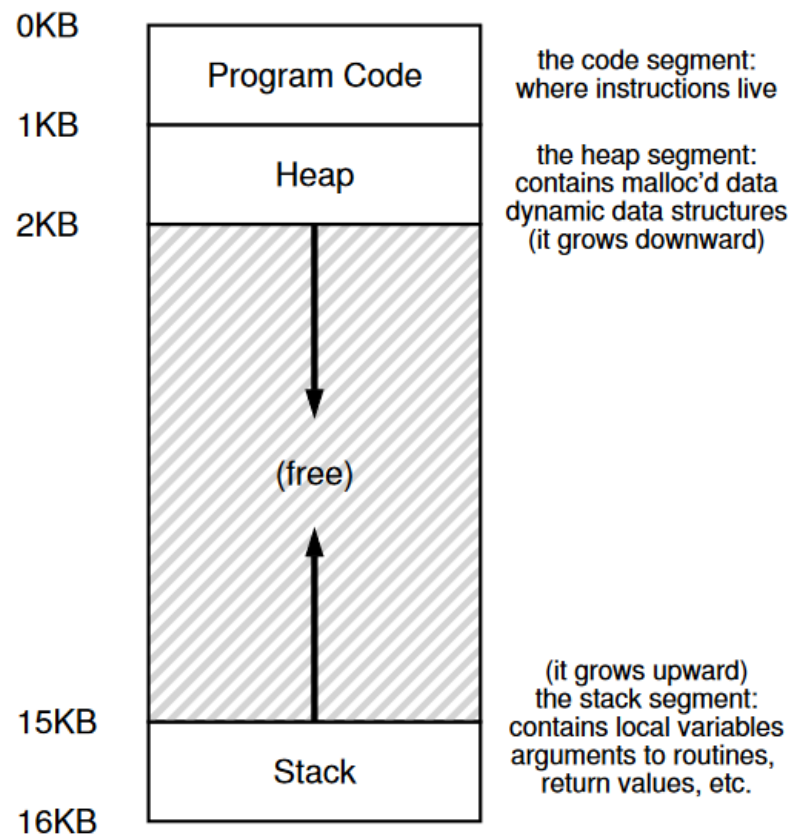 0KB
Program Code
the code segment:
where instructions live
1KB
Heap
the heap segment:
contains malloc'd data
dynamic data structures
(it grows downward)
2KB
(free)
(it grows upward)
the stack segment:
contains local variables
arguments to routines,
return values, etc.
15KB
Stack
16KB